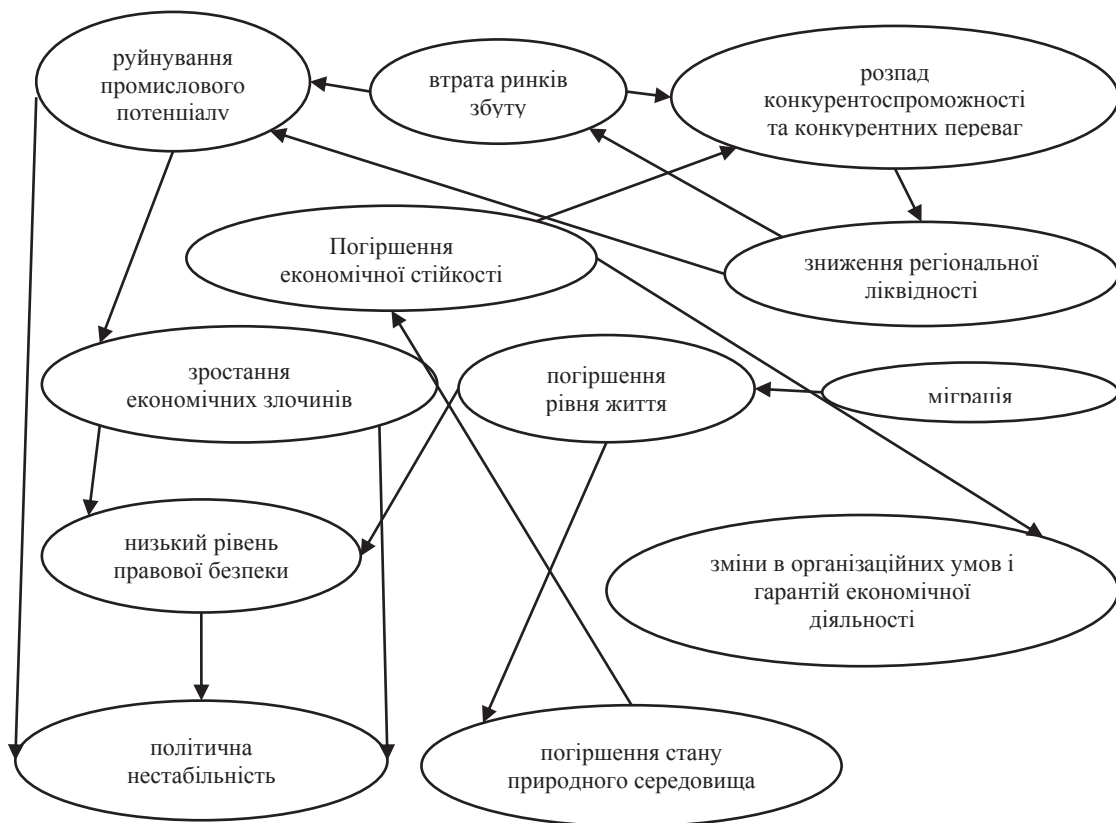 руйнування
промислового
потенціалу
втрата ринків
збуту
розпад
конкурентоспроможності
та конкурентних переваг
Погіршення
економічної стійкості
зниження регіональної
ліквідності
зростання
економічних злочинів
погіршення
рівня життя
міграція
низький рівень
правової безпеки
зміни в організаційних умов і
гарантій економічної
діяльності
політична
нестабільність
погіршення стану
природного середовища